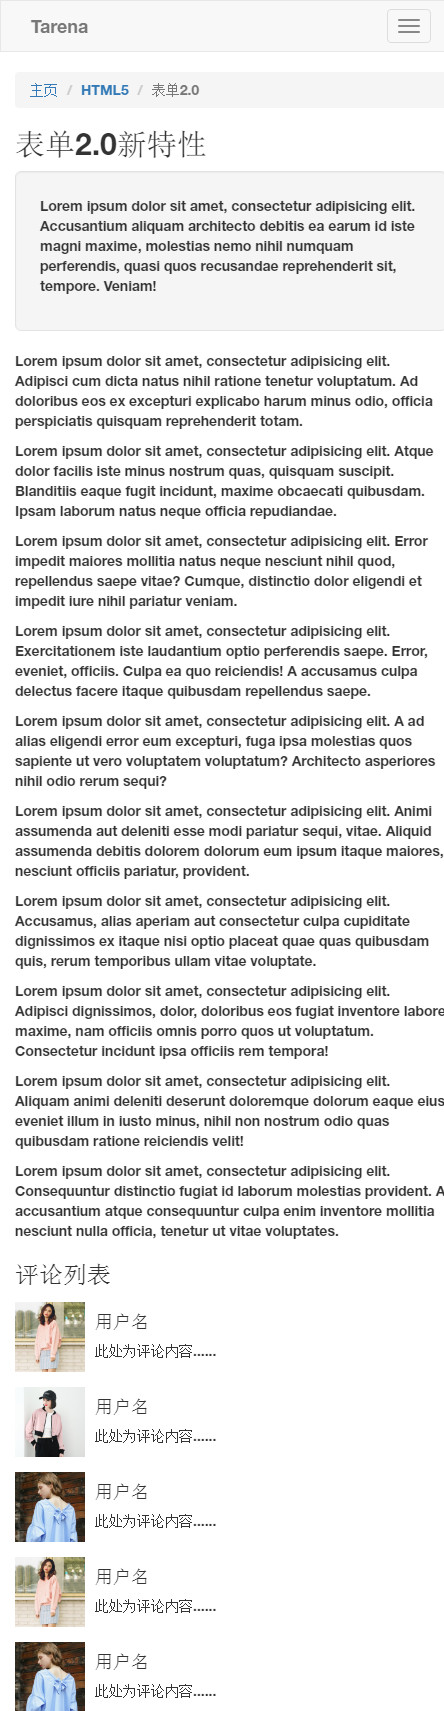 Tarena
主页 / HTML5 / 表单2.0
表单2.0新特性
Lorem ipsum dolor sit amet, consectetur adipisicing elit.
Accusantium aliquam architecto debitis ea earum id iste
magni maxime, molestias nemo nihil numquam
perferendis, quasi quos recusandae reprehenderit sit,
tempore. Veniam!
Lorem ipsum dolor sit amet, consectetur adipisicing elit.
Adipisci cum dicta natus nihil ratione tenetur voluptatum. Ad
doloribus eos ex excepturi explicabo harum minus odio, officia
perspiciatis quisquam reprehenderit totam.
Lorem ipsum dolor sit amet, consectetur adipisicing elit. Atque
dolor facilis iste minus nostrum quas, quisquam suscipit.
Blanditiis eaque fugit incidunt, maxime obcaecati quibusdam.
Ipsam laborum natus neque officia repudiandae.
Lorem ipsum dolor sit amet, consectetur adipisicing elit. Error
impedit maiores mollitia natus neque nesciunt nihil quod,
repellendus saepe vitae? Cumque, distinctio dolor eligendi et
impedit iure nihil pariatur veniam.
Lorem ipsum dolor sit amet, consectetur adipisicing elit.
Exercitationem iste laudantium optio perferendis saepe. Error,
eveniet, officiis. Culpa ea quo reiciendis! A accusamus culpa
delectus facere itaque quibusdam repellendus saepe.
Lorem ipsum dolor sit amet, consectetur adipisicing elit. A ad
alias eligendi error eum excepturi, fuga ipsa molestias quos
sapiente ut vero voluptatem voluptatum? Architecto asperiores
nihil odio rerum sequi?
Lorem ipsum dolor sit amet, consectetur adipisicing elit. Animi
assumenda aut deleniti esse modi pariatur sequi, vitae. Aliquid
assumenda debitis dolorem dolorum eum ipsum itaque maiores,
nesciunt officiis pariatur, provident.
Lorem ipsum dolor sit amet, consectetur adipisicing elit.
Accusamus, alias aperiam aut consectetur culpa cupiditate
dignissimos ex itaque nisi optio placeat quae quas quibusdam
quis, rerum temporibus ullam vitae voluptate.
Lorem ipsum dolor sit amet, consectetur adipisicing elit.
Adipisci dignissimos, dolor, doloribus eos fugiat inventore labore
maxime, nam officiis omnis porro quos ut voluptatum.
Consectetur incidunt ipsa officiis rem tempora!
Lorem ipsum dolor sit amet, consectetur adipisicing elit.
Aliquam animi deleniti deserunt doloremque dolorum eaque eius
eveniet illum in iusto minus, nihil non nostrum odio quas
quibusdam ratione reiciendis velit!
Lorem ipsum dolor sit amet, consectetur adipisicing elit.
Consequuntur distinctio fugiat id laborum molestias provident. A
accusantium atque consequuntur culpa enim inventore mollitia
nesciunt nulla officia, tenetur ut vitae voluptates.
评论列表
用户名
此处为评论内容......
用户名
此处为评论内容......
用户名
此处为评论内容......
用户名
此处为评论内容......
用户名
此处为评论内容......